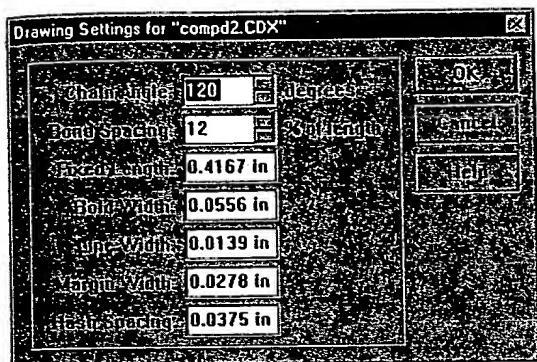 Drawing Settings for "compd2.CDX"
Chain Angle: 120 degrees
Bond Spacing: 12 % of length
Fixed Length: 0.4167 in
Bold Width: 0.0556 in
Line Width: 0.0139 in
Margin Width: 0.0278 in
Hash Spacing: 0.0375 in
OK
Cancel
Help